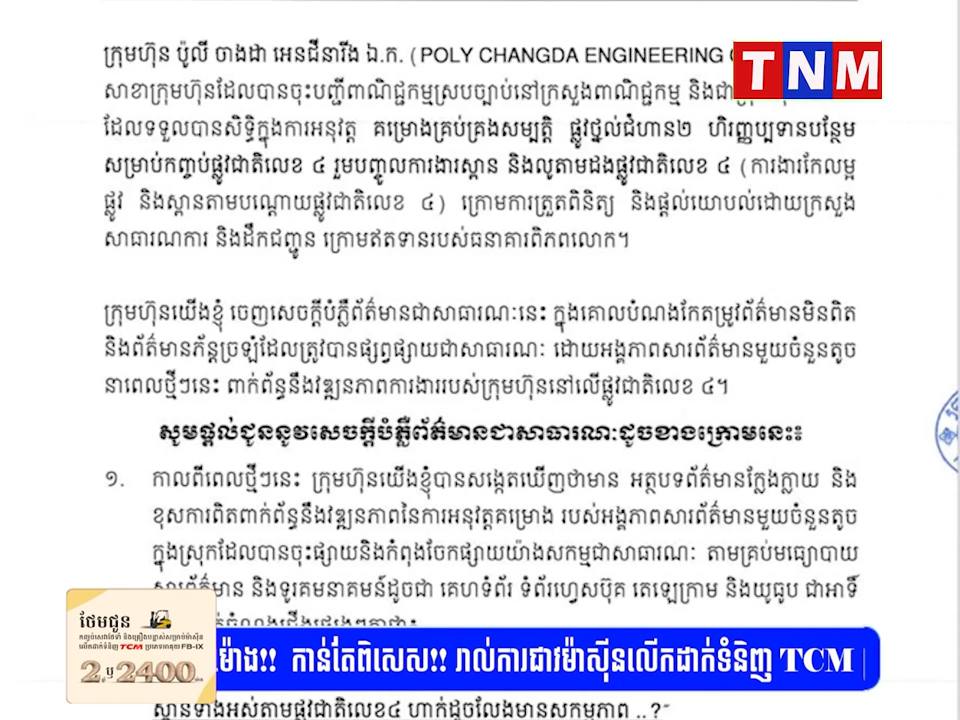 ក្រុមហ៊ុន ប៉ូលី ចាងដា អេនជីនារីង ឯ.ក. (POLY CHANGDA ENGINEERING
TNM
សាខាក្រុមហ៊ុនដែលបានចុះបញ្ជីពាណិជ្ជកម្មស្របច្បាប់នៅក្រសួងពាណិជ្ជកម្ម
ដែលទទួលបានសិទ្ធិក្នុងការអនុវត្ត គម្រោងគ្រប់គ្រងសម្បត្តិ ផ្លូវថ្នល់ជំហាន២ ហិរញ្ញប្បទានបន្ថែម
សម្រាប់កញ្ចប់ផ្លូវជាតិលេខ ៤ រួមបញ្ចូលការងារស្ពាន និងលូតាមដងផ្លូវជាតិលេខ ៤ (ការងារកែលម្អ
ផ្លូវ និងស្ពានតាមបណ្តោយផ្លូវជាតិលេខ ៤) ក្រោមការត្រួតពិនិត្យ និងផ្តល់យោបល់ដោយក្រសួង
សាធារណការ និងដឹកជញ្ជូន ក្រោមឥតទានរបស់ធនាគារពិភពលោក។
ក្រុមហ៊ុនយើងខ្ញុំ ចេញសេចក្តីបំភ្លឺព័ត៌មានជាសាធារណៈនេះ ក្នុងគោលបំណងកែតម្រូវព័ត៌មានមិនពិត
និងព័ត៌មានភ័ន្តច្រឡំដែលត្រូវបានផ្សព្វផ្សាយជាសាធារណៈ ដោយអង្គភាពសារព័ត៌មានមួយចំនួនតូច
នាពេលថ្មីៗនេះ ពាក់ព័ន្ធនឹងវឌ្ឍនភាពការងាររបស់ក្រុមហ៊ុននៅលើផ្លូវជាតិលេខ ៤។
សូមផ្តល់ជូននូវសេចក្តីបំភ្លឺព័ត៌មានជាសាធារណៈដូចខាងក្រោមនេះ៖
១. កាលពីពេលថ្មីៗនេះ ក្រុមហ៊ុនយើងខ្ញុំបានសង្កេតឃើញថាមាន អត្ថបទព័ត៌មានក្លែងក្លាយ និង
ខុសការពិតពាក់ព័ន្ធនឹងវឌ្ឍនភាពនៃការអនុវត្តគម្រោង របស់អង្គភាពសារព័ត៌មានមួយចំនួនតូច
ក្នុងស្រុកដែលបានចុះផ្សាយនិងកំពុងចែកផ្សាយយ៉ាងសកម្មជាសាធារណៈ តាមគ្រប់មធ្យោបាយ
សារព័ត៌មាន និងទូរគមនាគមន៍ដូចជា គេហទំព័រ ទំព័រហ្វេសប៊ុគ តេឡេក្រាម និងយូធូប ជាអាទិ៍
ថែមជូន
លើកដាក់ទំនិញ TCM ប្រភេទចាកគុយ FB-IX
2 ឬ 2400
ម៉ោង!! កាន់តែពិសេស!! រាល់ការជាវម៉ាស៊ីនលើកដាក់ទំនិញ TCM |
ស្ពានទាំងអស់តាមផ្លូវជាតិលេខ៤ ហាក់ដូចលែងមានសកម្មភាព ..?"